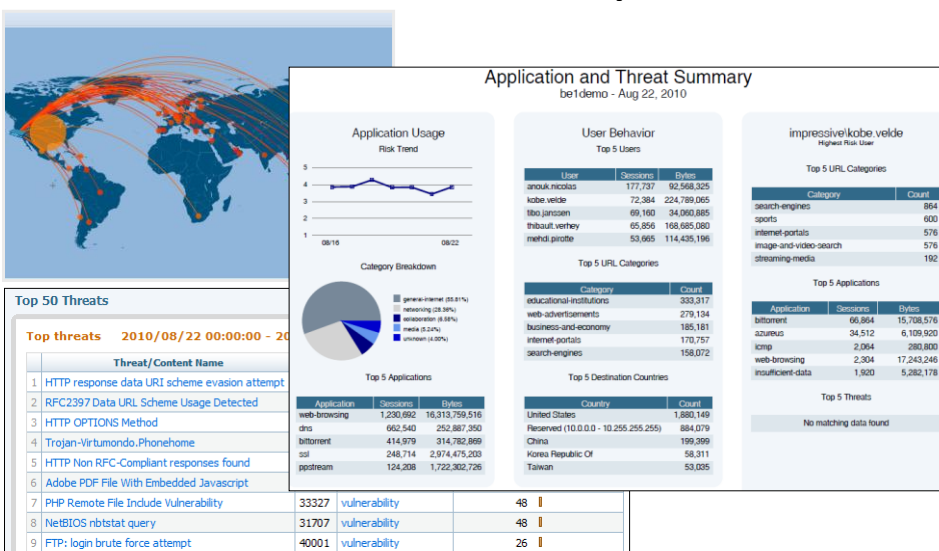 Application and Threat Summary
be1demo - Aug 22, 2010
Application Usage
Risk Trend
5
4
3
2
1
08/16 08/22
Category Breakdown
general-internet (53.81%)
networking (28.36%)
collaboration (6.58%)
media (5.24%)
unknown (4.00%)
Top 5 Applications
Application Sessions Bytes
web-browsing 1,230,692 16,313,759,516
dns 662,540 252,887,350
bittorrent 414,979 314,782,869
ssl 248,714 2,974,475,203
ppstream 124,208 1,722,302,726
User Behavior
Top 5 Users
User Sessions Bytes
anouk.nicolas 177,737 92,568,325
kobe.velde 72,384 224,789,065
tibo.janssen 69,160 34,060,885
thibault.verhey 65,856 168,685,080
mehdi.pirotte 53,665 114,435,196
Top 5 URL Categories
Category Count
educational-institutions 333,317
web-advertisements 279,134
business-and-economy 185,181
internet-portals 170,757
search-engines 158,072
Top 5 Destination Countries
Country Count
United States 1,880,149
Reserved (10.0.0.0 - 10.255.255.255) 884,079
China 199,399
Korea Republic Of 58,311
Taiwan 53,035
impressive\kobe.velde
Highest Risk User
Top 5 URL Categories
Category Count
search-engines 864
sports 600
internet-portals 576
image-and-video-search 576
streaming-media 192
Top 5 Applications
Application Sessions Bytes
bittorrent 66,864 15,708,576
azureus 34,512 6,109,920
icmp 2,064 280,800
web-browsing 2,304 17,243,246
insufficient-data 1,920 5,282,178
Top 5 Threats
No matching data found
Top 50 Threats
Top threats 2010/08/22 00:00:00 - 20
Threat/Content Name
1 HTTP response data URI scheme evasion attempt
2 RFC2397 Data URL Scheme Usage Detected
3 HTTP OPTIONS Method
4 Trojan-Virtumondo.Phonehome
5 HTTP Non RFC-Compliant responses found
6 Adobe PDF File With Embedded Javascript
7 PHP Remote File Include Vulnerability 33327 vulnerability 48
8 NetBIOS nbtstat query 31707 vulnerability 48
9 FTP: login brute force attempt 40001 vulnerability 26